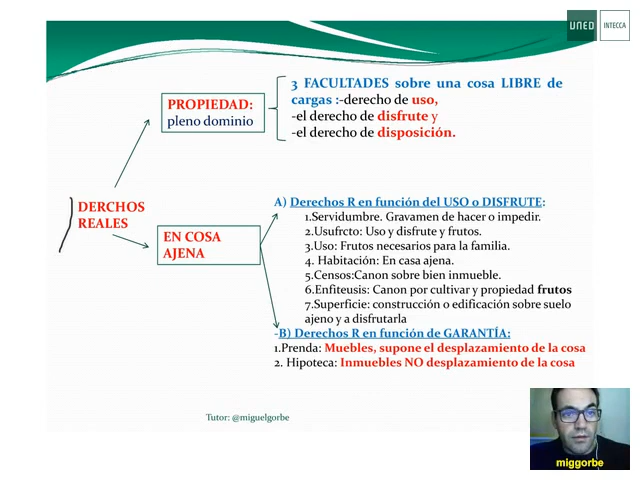 UNED
INTECCA
3 FACULTADES sobre una cosa LIBRE de
cargas :-derecho de uso,
-el derecho de disfrute y
-el derecho de disposición.
PROPIEDAD:
pleno dominio
DERCHOS
REALES
EN COSA
AJENA
A) Derechos R en función del USO o DISFRUTE:
1.Servidumbre. Gravamen de hacer o impedir.
2.Usufrcto: Uso y disfrute y frutos.
3.Uso: Frutos necesarios para la familia.
4. Habitación: En casa ajena.
5.Censos:Canon sobre bien inmueble.
6.Enfiteusis: Canon por cultivar y propiedad frutos
7.Superficie: construcción o edificación sobre suelo
ajeno y a disfrutarla
-B) Derechos R en función de GARANTÍA:
1.Prenda: Muebles, supone el desplazamiento de la cosa
2. Hipoteca: Inmuebles NO desplazamiento de la cosa
Tutor: @miguelgorbe
miggorbe